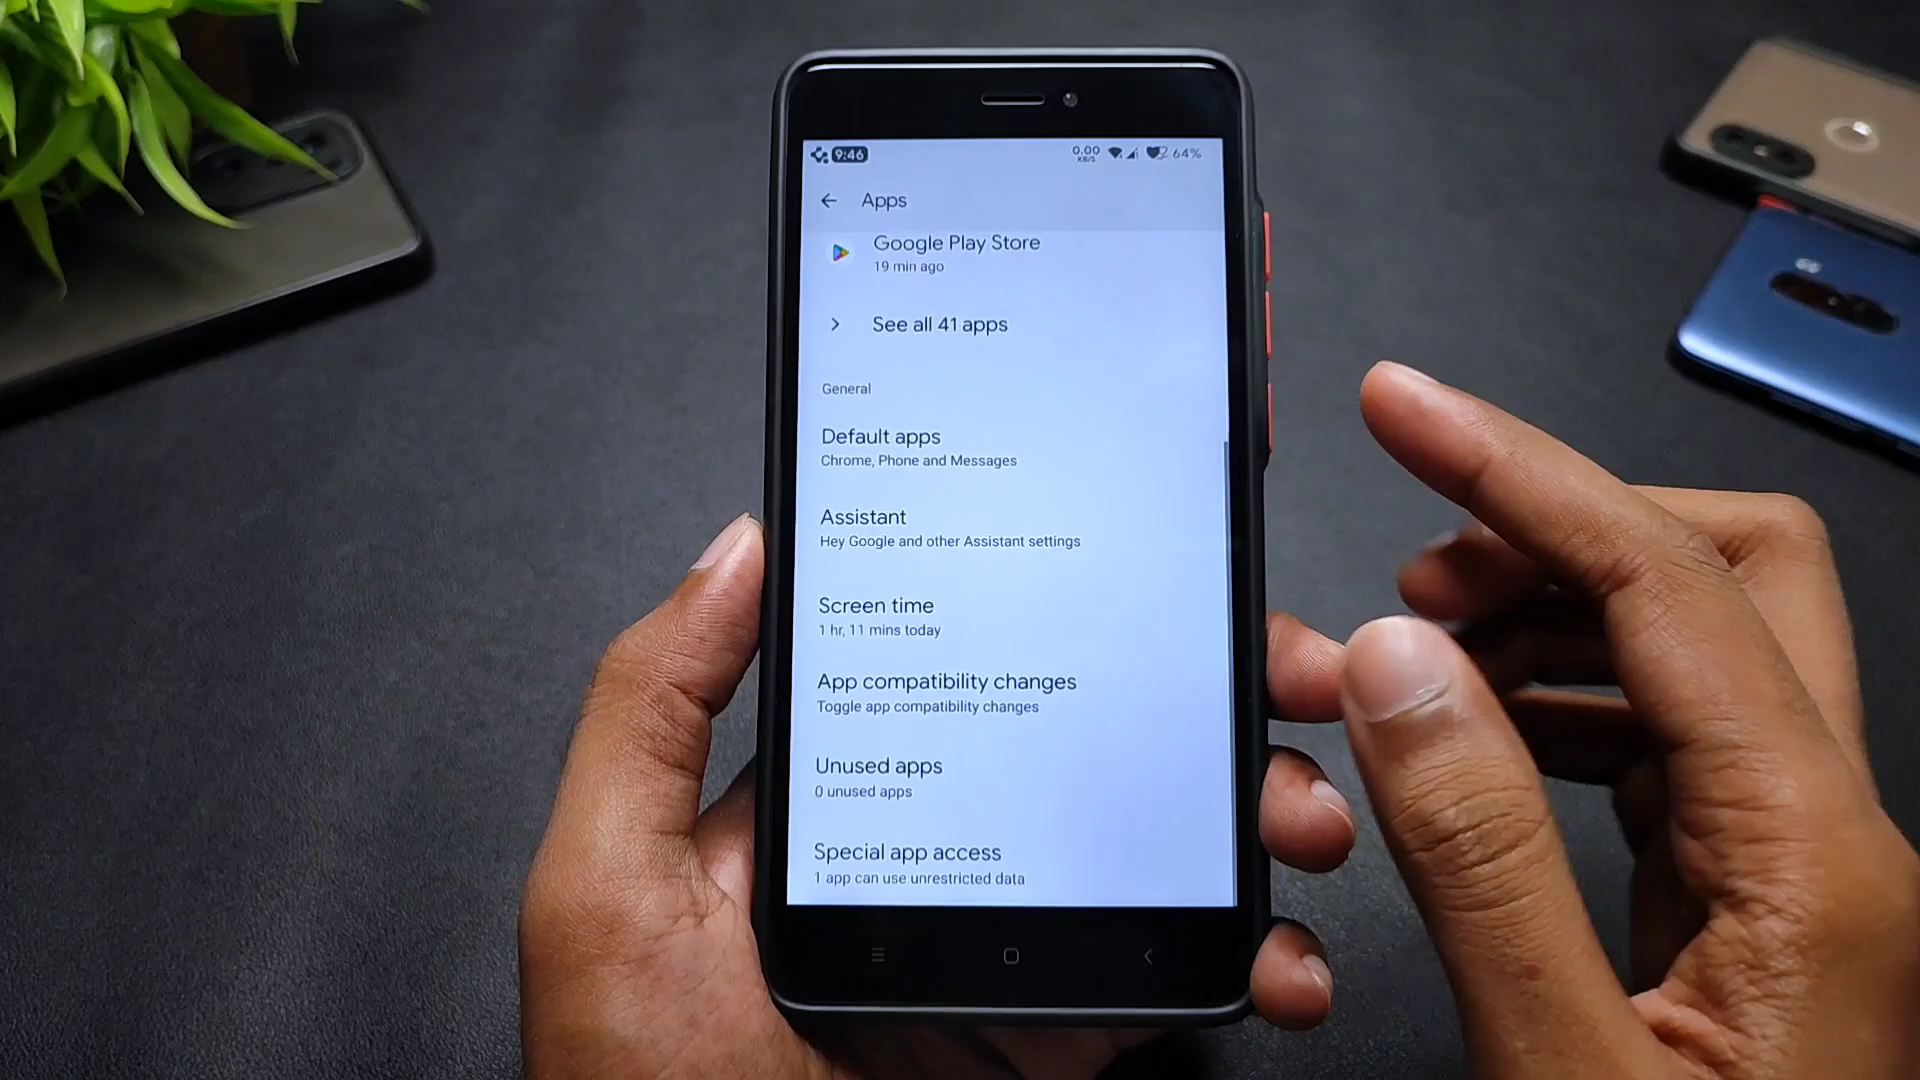 9:46
0.00
KB/S
64%
Apps
Google Play Store
19 min ago
See all 41 apps
General
Default apps
Chrome, Phone and Messages
Assistant
Hey Google and other Assistant settings
Screen time
1 hr, 11 mins today
App compatibility changes
Toggle app compatibility changes
Unused apps
0 unused apps
Special app access
1 app can use unrestricted data